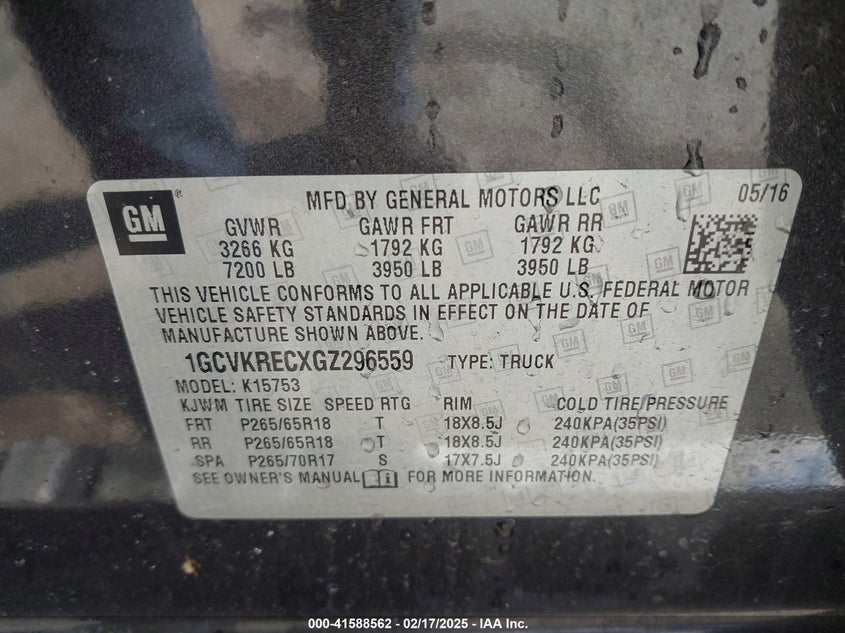 GM
MFD BY GENERAL MOTORS LLC 05/16
GVWR GAWR FRT GAWR RR
3266 KG 1792 KG 1792 KG
7200 LB 3950 LB 3950 LB
THIS VEHICLE CONFORMS TO ALL APPLICABLE U.S. FEDERAL MOTOR
VEHICLE SAFETY STANDARDS IN EFFECT ON THE DATE OF
MANUFACTURE SHOWN ABOVE.
1GCVKRECXGZ296559 TYPE: TRUCK
MODEL: K15753
KJWM TIRE SIZE SPEED RTG RIM COLD TIRE/PRESSURE
FRT P265/65R18 T 18X8.5J 240KPA(35PSI)
RR P265/65R18 T 18X8.5J 240KPA(35PSI)
SPA P265/70R17 S 17X7.5J 240KPA(35PSI)
SEE OWNER'S MANUAL i FOR MORE INFORMATION.
000-41588562 - 02/17/2025 - IAA Inc.